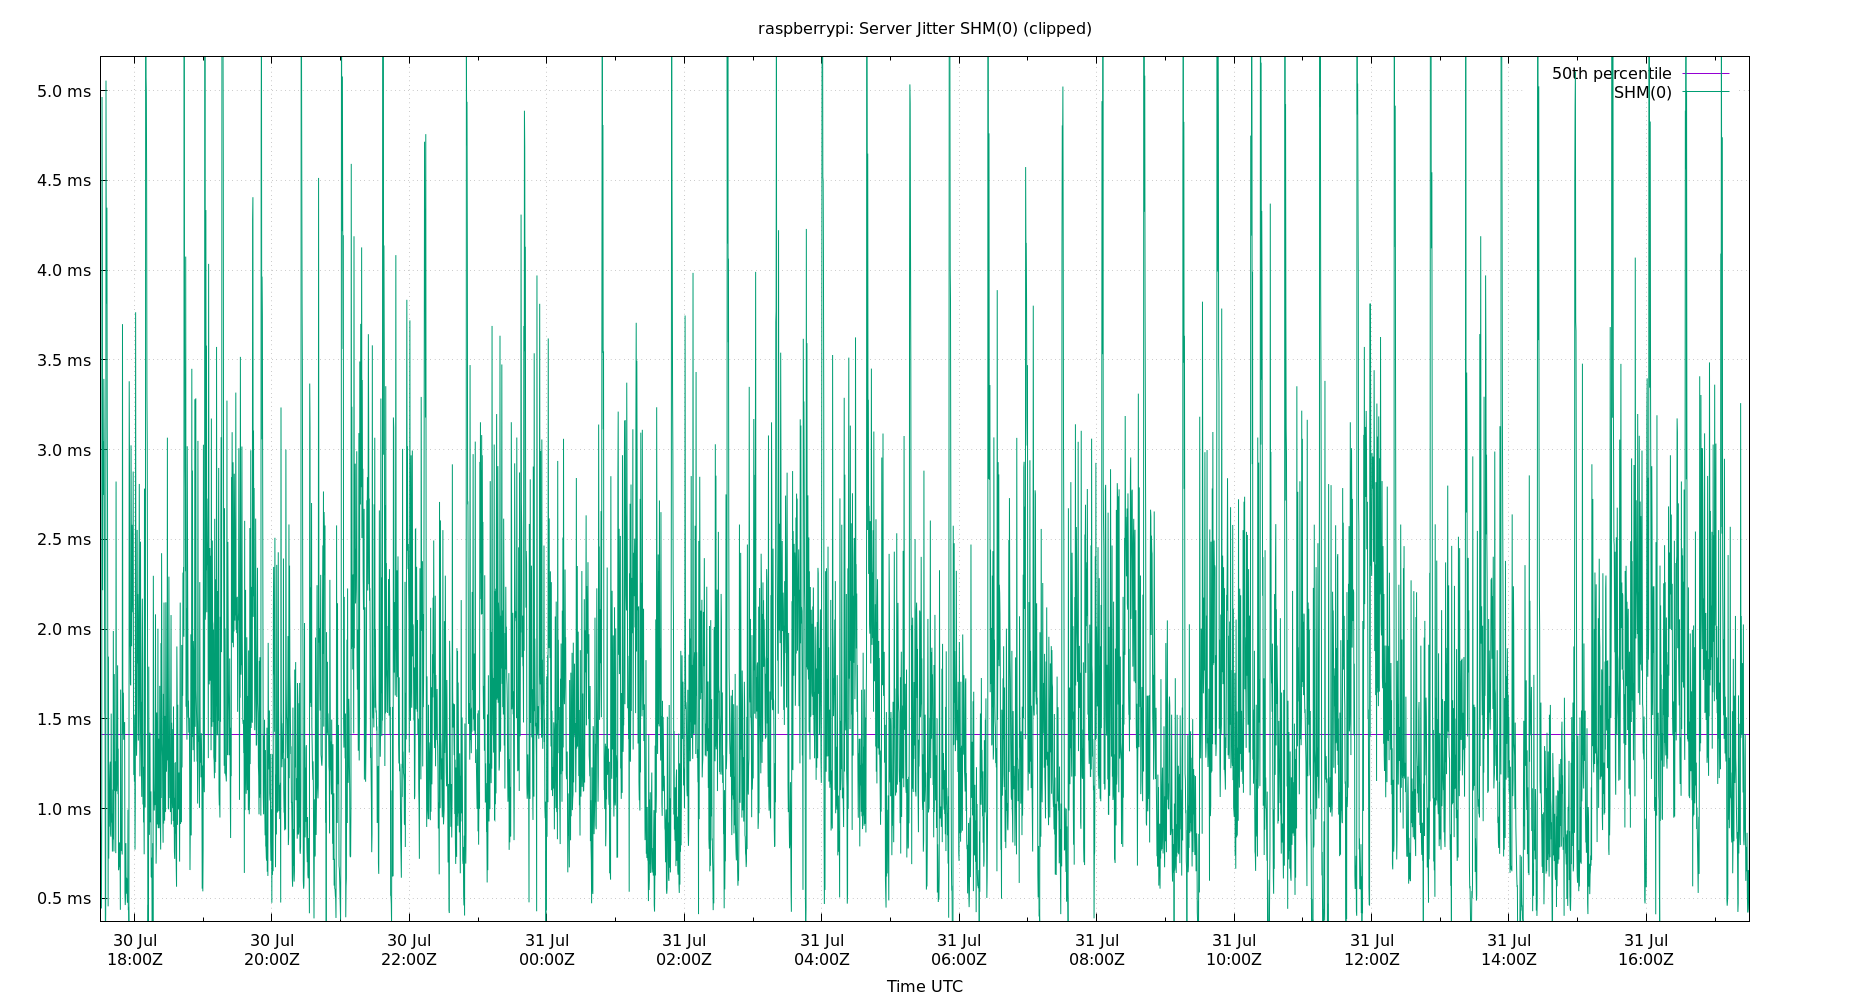 raspberrypi: Server Jitter SHM(0) (clipped)
50th percentile
SHM(0)
5.0 ms
4.5 ms
4.0 ms
3.5 ms
3.0 ms
2.5 ms
2.0 ms
1.5 ms
1.0 ms
0.5 ms
30 Jul 30 Jul 30 Jul 31 Jul 31 Jul 31 Jul 31 Jul 31 Jul 31 Jul 31 Jul 31 Jul 31 Jul
18:00Z 20:00Z 22:00Z 00:00Z 02:00Z 04:00Z 06:00Z 08:00Z 10:00Z 12:00Z 14:00Z 16:00Z
Time UTC